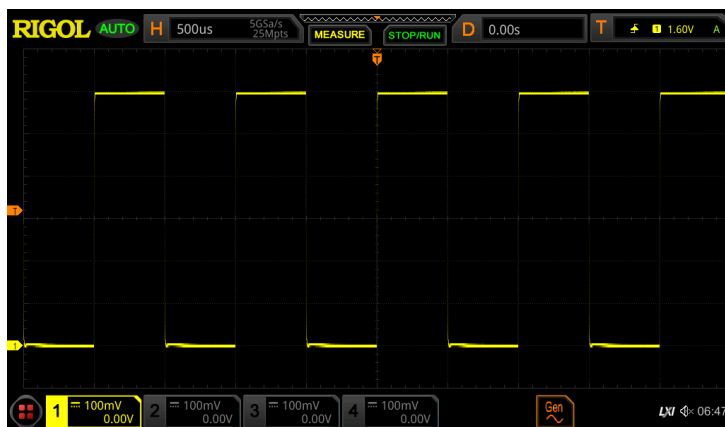 RIGOL AUTO H 500us 5GSa/s 25Mpts MEASURE STOP/RUN D 0.00s T 1 1.60V A
T
T
1
1 100mV 0.00V 2 100mV 0.00V 3 100mV 0.00V 4 100mV 0.00V Gen LXI 06:47